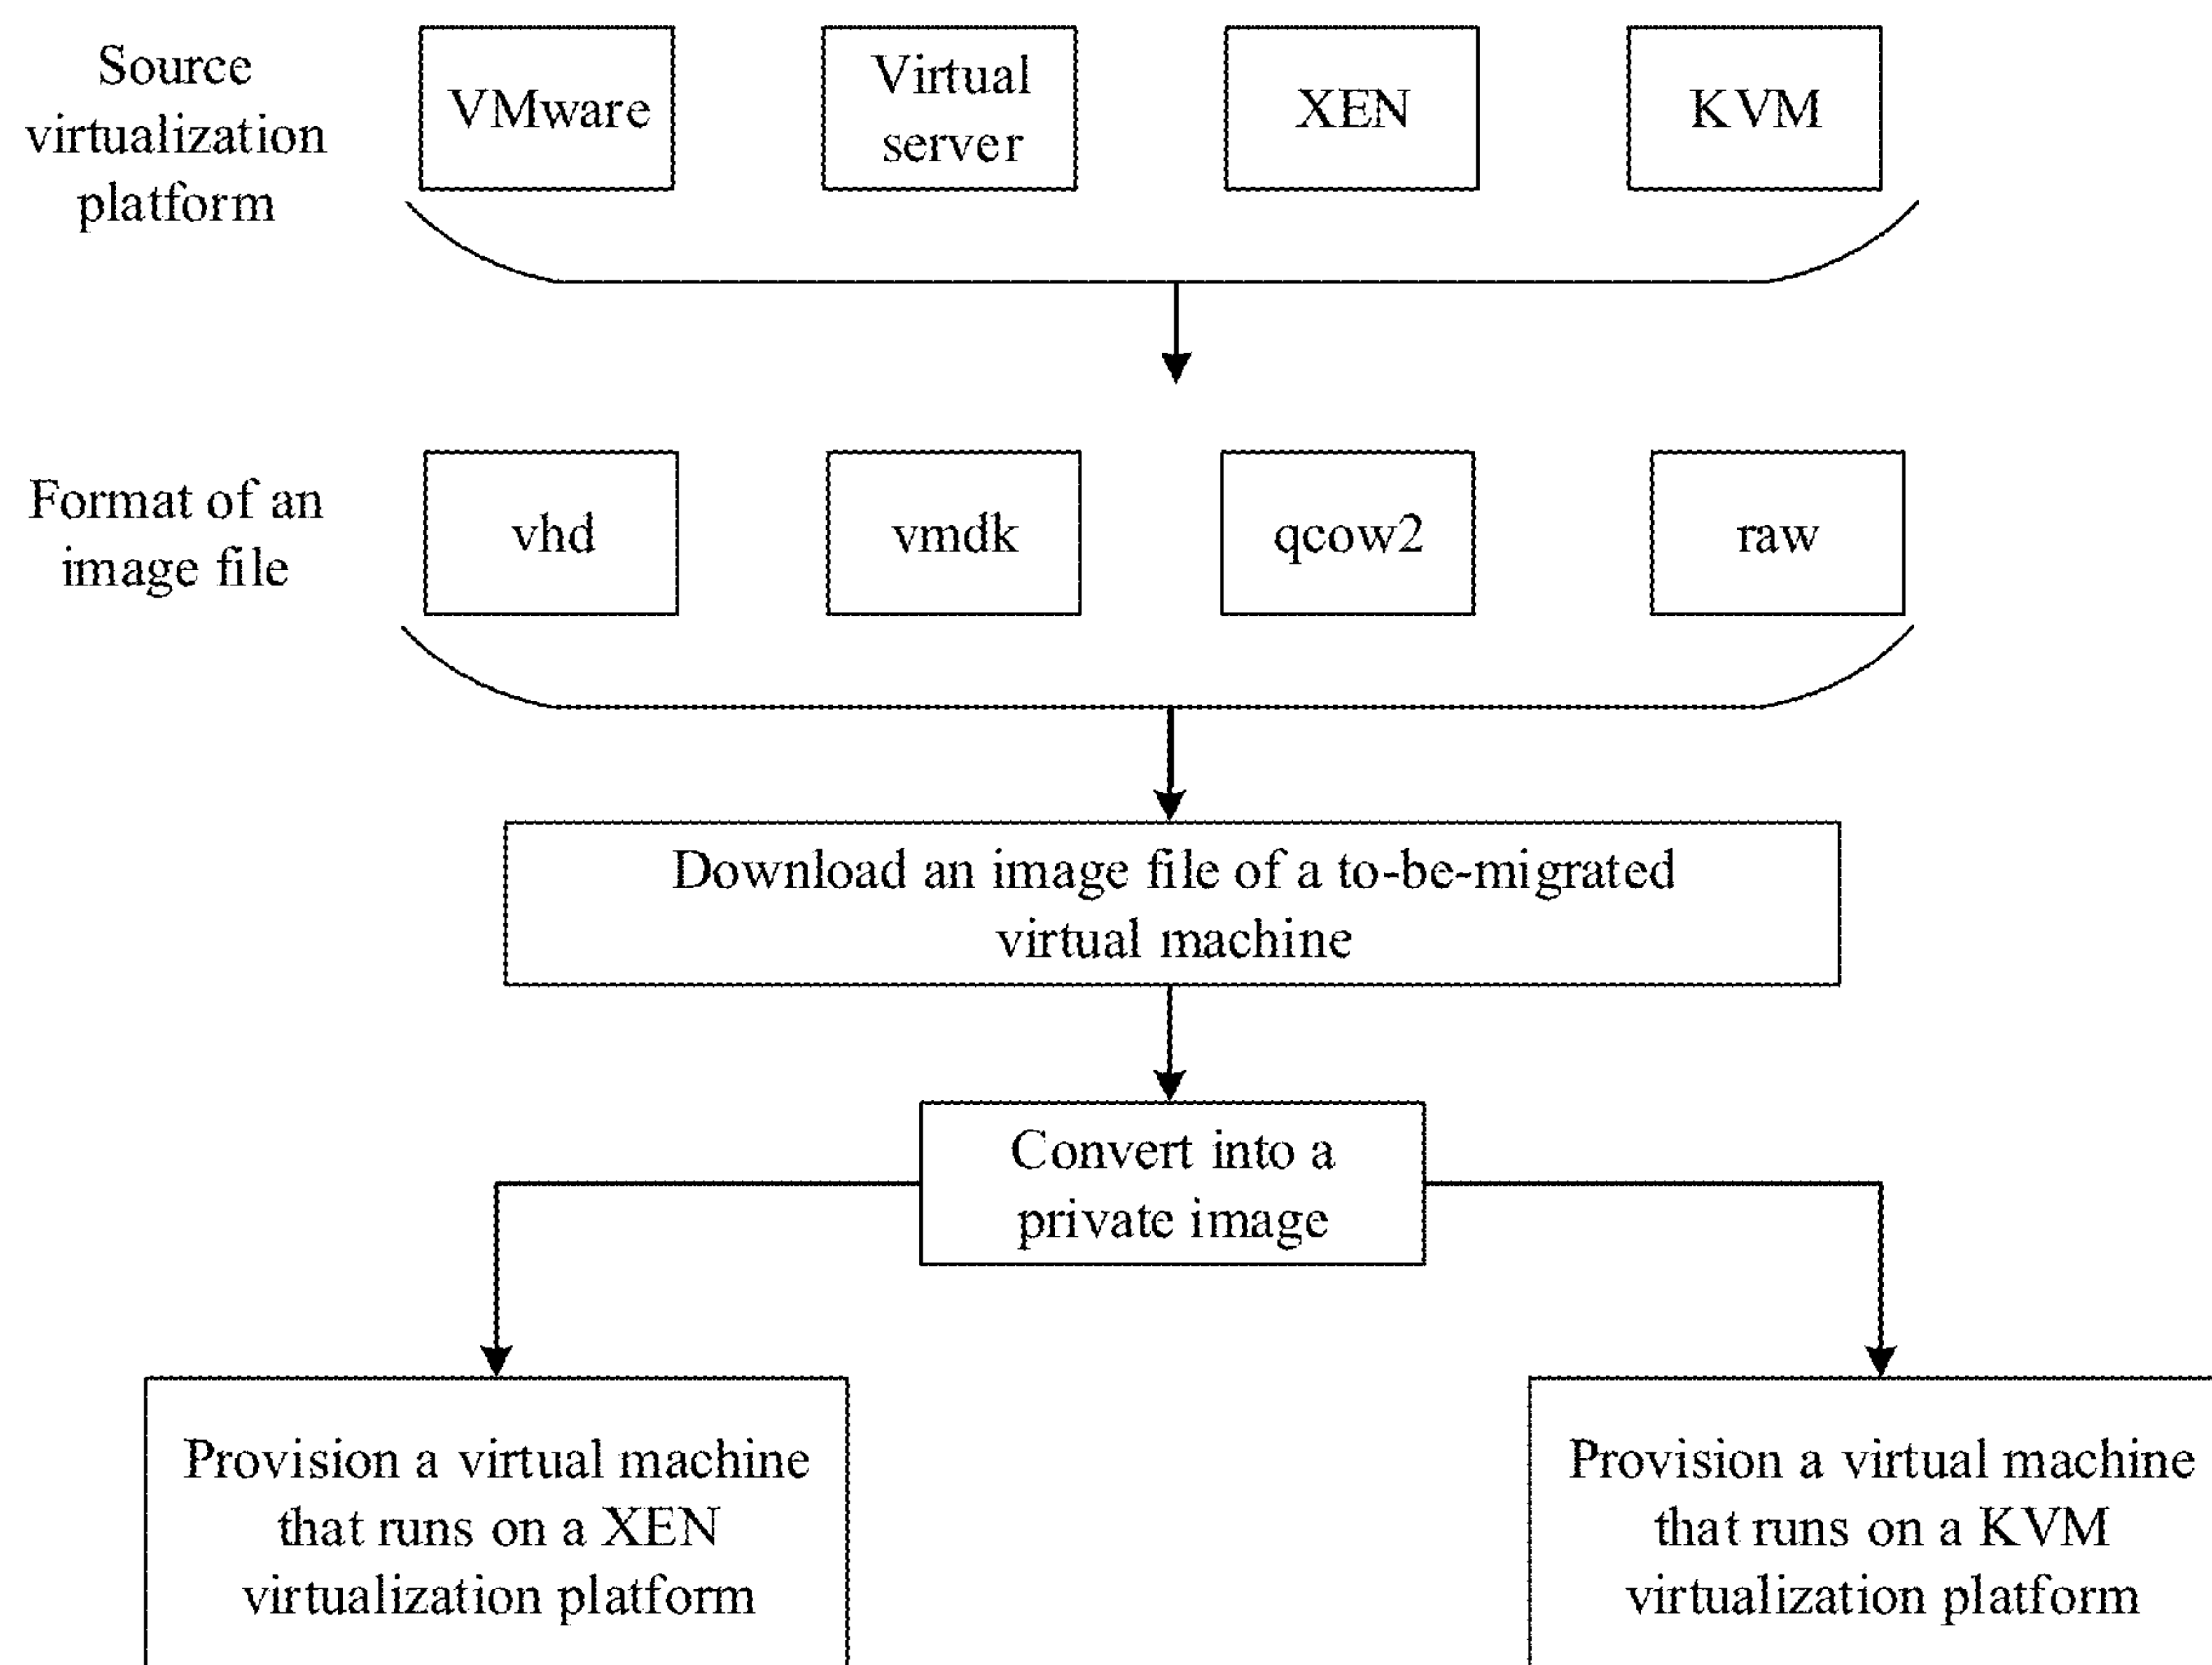 Source
virtualization
platform
VMware
Virtual
server
XEN
KVM
Format of an
image file
vhd
vmdk
qcow2
raw
Download an image file of a to-be-migrated
virtual machine
Convert into a
private image
Provision a virtual machine
that runs on a XEN
virtualization platform
Provision a virtual machine
that runs on a KVM
virtualization platform